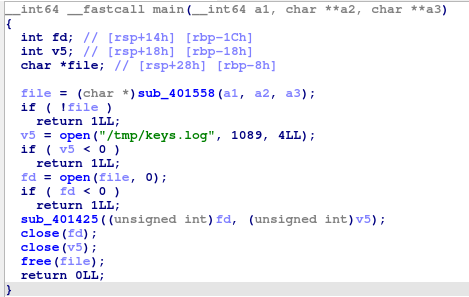 __int64 __fastcall main(__int64 a1, char **a2, char **a3)
{
  int fd; // [rsp+14h] [rbp-1Ch]
  int v5; // [rsp+18h] [rbp-18h]
  char *file; // [rsp+28h] [rbp-8h]

  file = (char *)sub_401558(a1, a2, a3);
  if ( !file )
    return 1LL;
  v5 = open("/tmp/keys.log", 1089, 4LL);
  if ( v5 < 0 )
    return 1LL;
  fd = open(file, 0);
  if ( fd < 0 )
    return 1LL;
  sub_401425((unsigned int)fd, (unsigned int)v5);
  close(fd);
  close(v5);
  free(file);
  return 0LL;
}